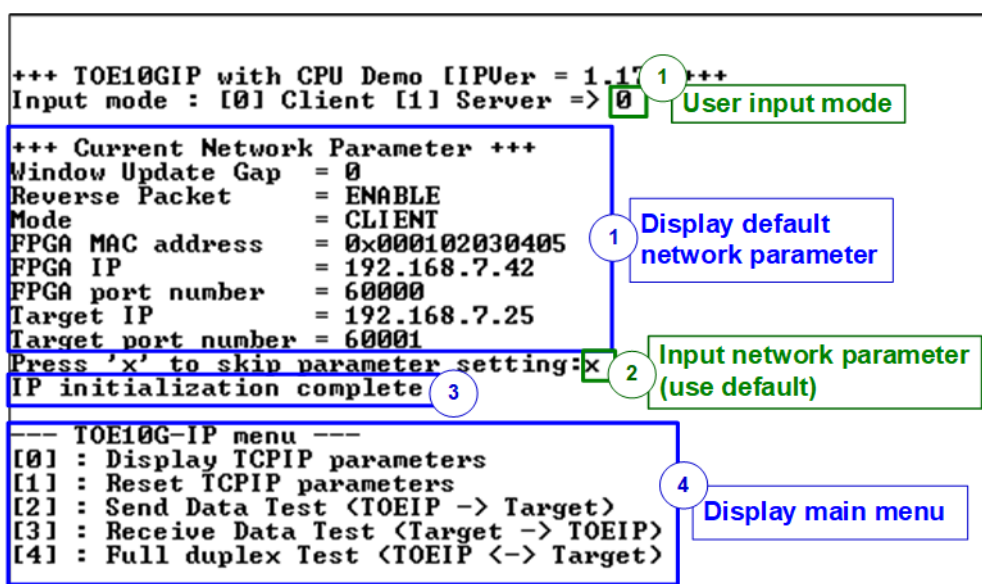 +++ TOE10GIP with CPU Demo [IPVer = 1.17 1 +++
Input mode : [0] Client [1] Server => 0
User input mode
+++ Current Network Parameter +++
Window Update Gap = 0
Reverse Packet = ENABLE
Mode = CLIENT
FPGA MAC address = 0x000102030405
FPGA IP = 192.168.7.42
FPGA port number = 60000
Target IP = 192.168.7.25
Target port number = 60001
1
Display default
network parameter
Press 'x' to skip parameter setting:x
2
Input network parameter
(use default)
IP initialization complete
3
--- TOE10G-IP menu ---
[0] : Display TCPIP parameters
[1] : Reset TCPIP parameters
[2] : Send Data Test (TOEIP -> Target)
[3] : Receive Data Test (Target -> TOEIP)
[4] : Full duplex Test (TOEIP <-> Target)
4
Display main menu